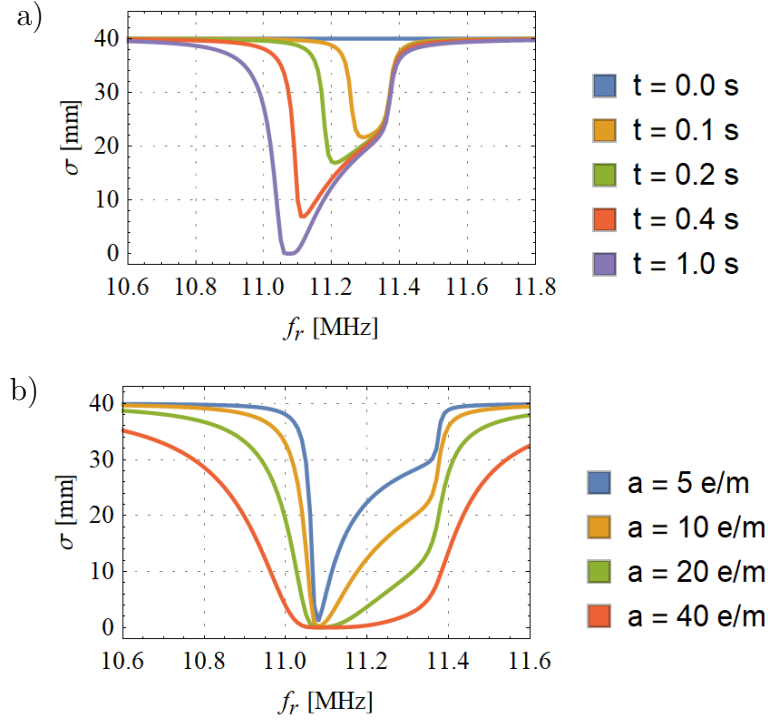 a)
40
30
20
10
0
σ [mm]
10.6 10.8 11.0 11.2 11.4 11.6 11.8
f_r [MHz]
t = 0.0 s
t = 0.1 s
t = 0.2 s
t = 0.4 s
t = 1.0 s
b)
40
30
20
10
0
σ [mm]
10.6 10.8 11.0 11.2 11.4 11.6
f_r [MHz]
a = 5 e/m
a = 10 e/m
a = 20 e/m
a = 40 e/m